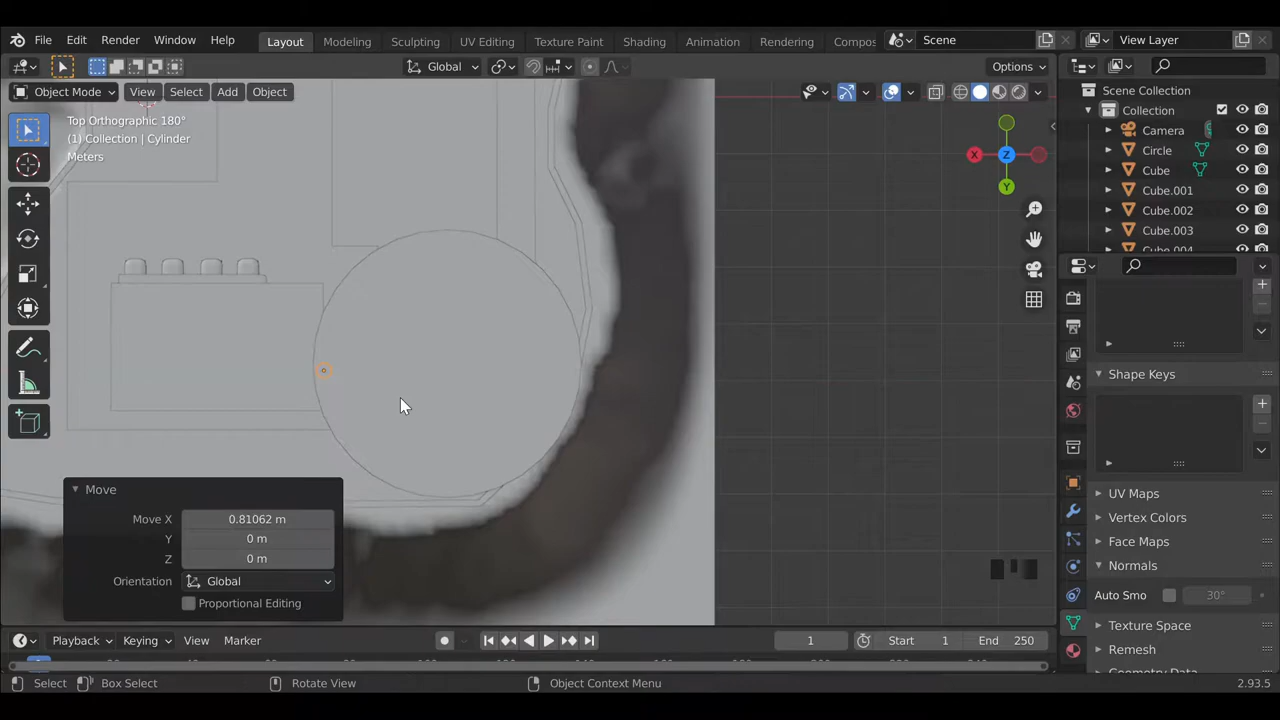 File Edit Render Window Help Layout Modeling Sculpting UV Editing Texture Paint Shading Animation Rendering Compos Scene View Layer
Global Options
Object Mode View Select Add Object
Top Orthographic 180°
(1) Collection | Cylinder
Meters
X
Z
Y
Scene Collection
Collection
Camera
Circle
Cube
Cube.001
Cube.002
Cube.003
Cube.004
Shape Keys
UV Maps
Vertex Colors
Face Maps
Normals
Auto Smo 30°
Texture Space
Remesh
Geometry Data
Move
Move X 0.81062 m
Y 0 m
Z 0 m
Orientation Global
Proportional Editing
Playback Keying View Marker 1 Start 1 End 250
Select Box Select Rotate View Object Context Menu 2.93.5